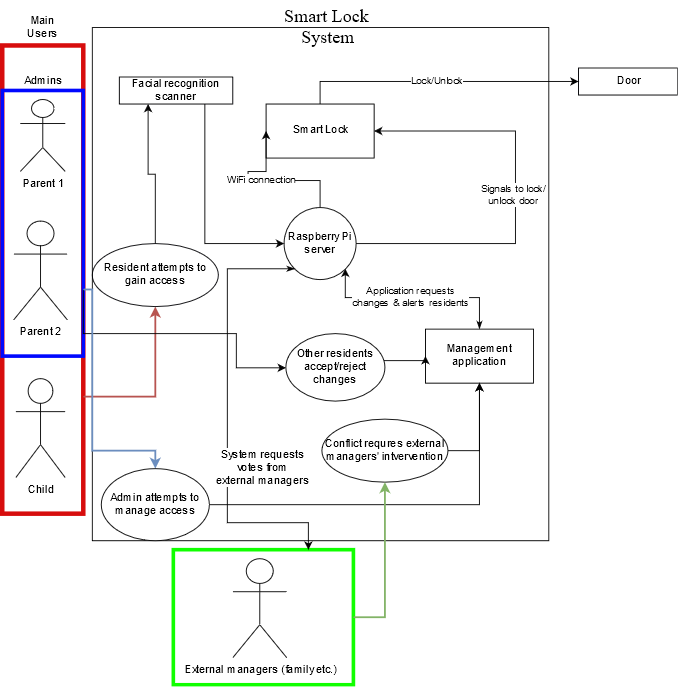 Smart Lock
System
Main
Users
Admins
Parent 1
Parent 2
Child
Facial recognition
scanner
Smart Lock
Lock/Unlock
Door
WiFi connection
Signals to lock/
unlock door
Raspberry Pi
server
Resident attempts to
gain access
Application requests
changes & alerts residents
Other residents
accept/reject
changes
Management
application
Conflict requres external
managers' intvervention
System requests
votes from
external managers
Admin attempts to
manage access
External managers (family etc.)